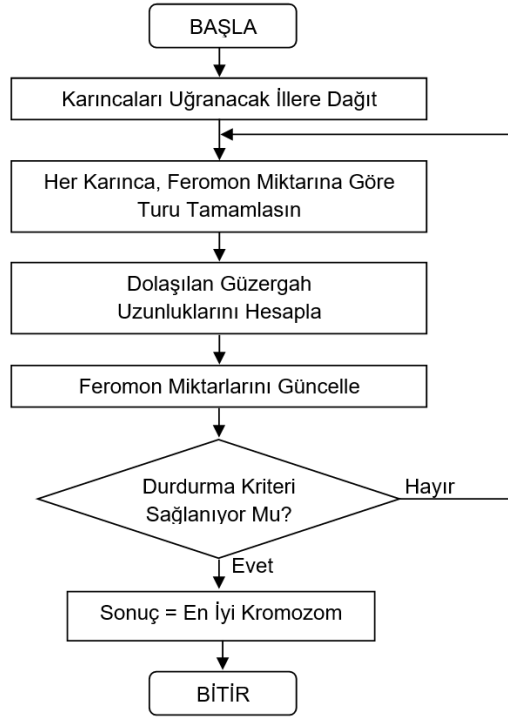 BAŞLA
Karıncaları Uğranacak İllere Dağıt
Her Karınca, Feromon Miktarına Göre
Turu Tamamlasın
Dolaşılan Güzergah
Uzunluklarını Hesapla
Feromon Miktarlarını Güncelle
Durdurma Kriteri
Sağlanıyor Mu?
Hayır
Evet
Sonuç = En İyi Kromozom
BİTİR